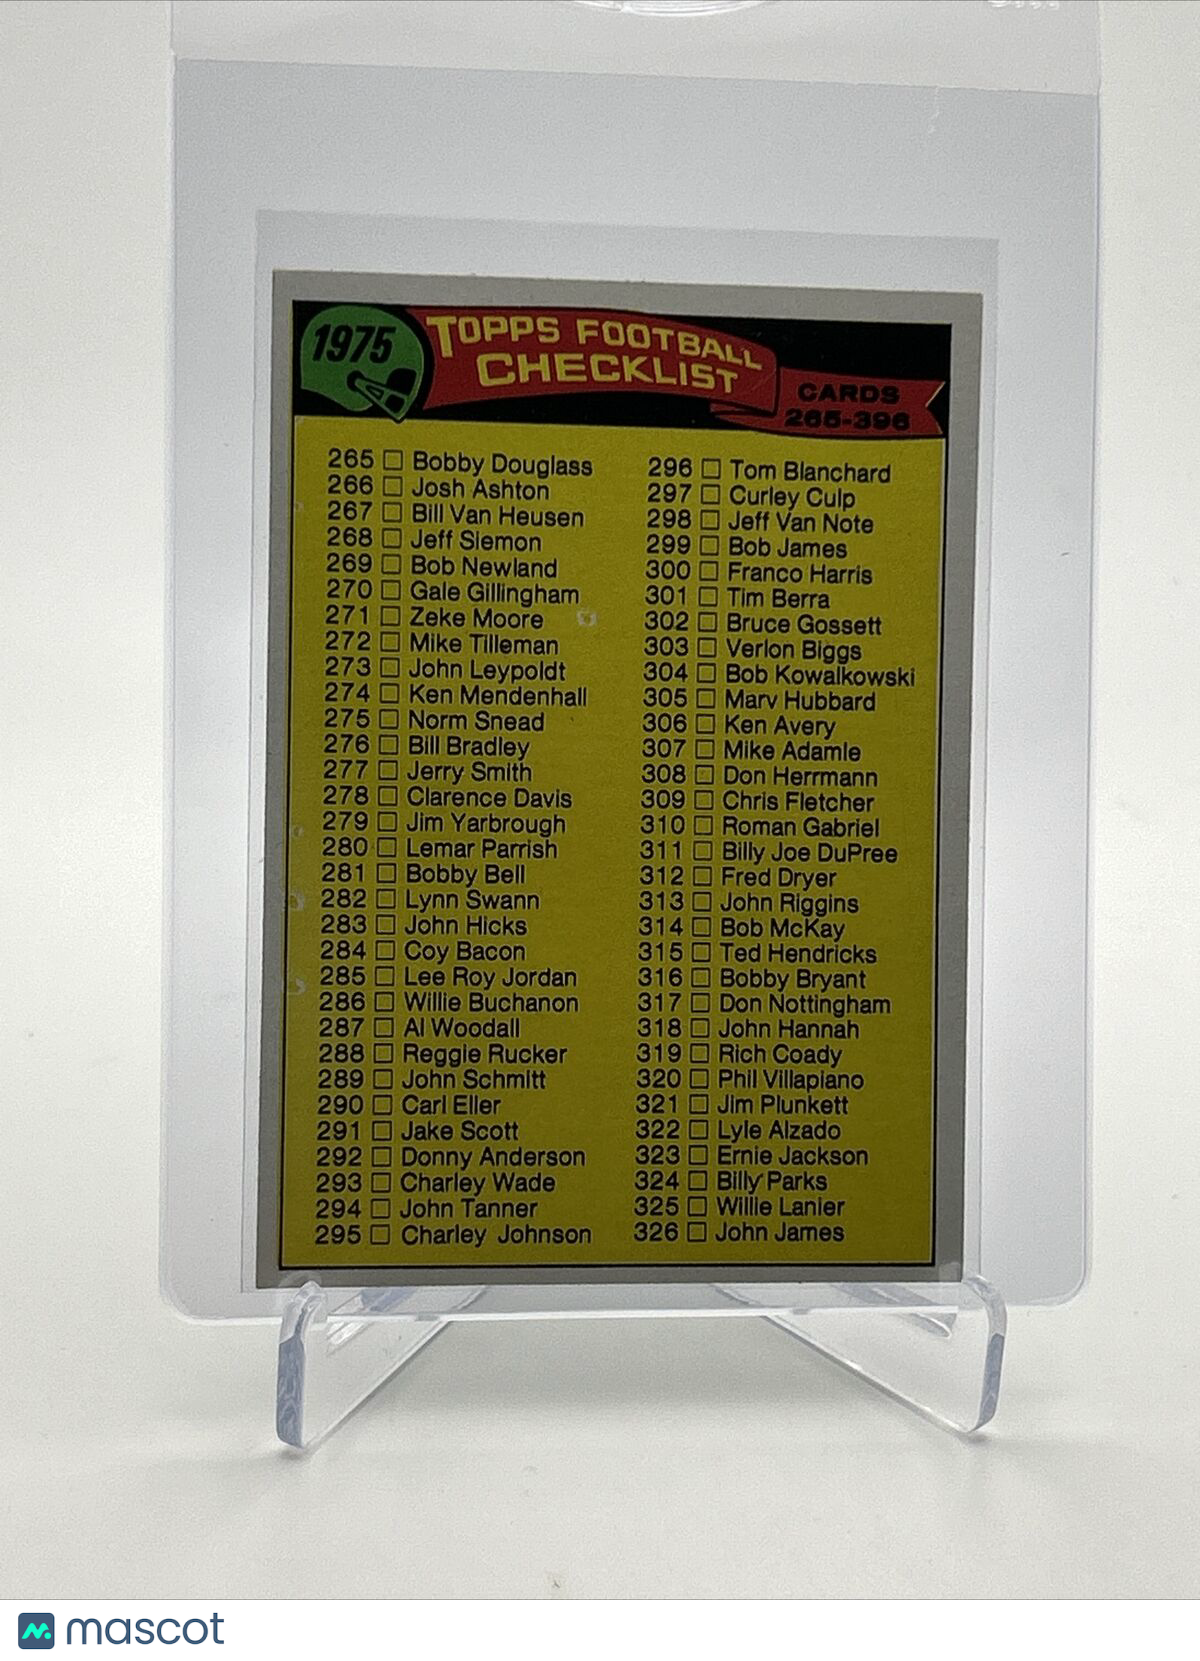 1975
TOPPS FOOTBALL
CHECKLIST
CARDS
265-396
265 Bobby Douglass
266 Josh Ashton
267 Bill Van Heusen
268 Jeff Siemon
269 Bob Newland
270 Gale Gillingham
271 Zeke Moore
272 Mike Tilleman
273 John Leypoldt
274 Ken Mendenhall
275 Norm Snead
276 Bill Bradley
277 Jerry Smith
278 Clarence Davis
279 Jim Yarbrough
280 Lemar Parrish
281 Bobby Bell
282 Lynn Swann
283 John Hicks
284 Coy Bacon
285 Lee Roy Jordan
286 Willie Buchanon
287 Al Woodall
288 Reggie Rucker
289 John Schmitt
290 Carl Eller
291 Jake Scott
292 Donny Anderson
293 Charley Wade
294 John Tanner
295 Charley Johnson
296 Tom Blanchard
297 Curley Culp
298 Jeff Van Note
299 Bob James
300 Franco Harris
301 Tim Berra
302 Bruce Gossett
303 Verlon Biggs
304 Bob Kowalkowski
305 Marv Hubbard
306 Ken Avery
307 Mike Adamle
308 Don Herrmann
309 Chris Fletcher
310 Roman Gabriel
311 Billy Joe DuPree
312 Fred Dryer
313 John Riggins
314 Bob McKay
315 Ted Hendricks
316 Bobby Bryant
317 Don Nottingham
318 John Hannah
319 Rich Coady
320 Phil Villapiano
321 Jim Plunkett
322 Lyle Alzado
323 Ernie Jackson
324 Billy Parks
325 Willie Lanier
326 John James
mascot